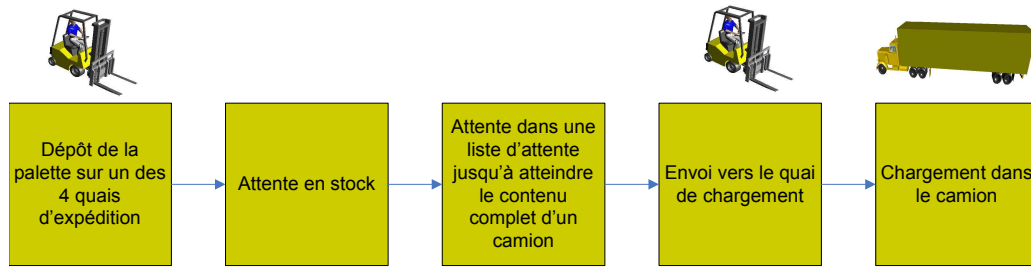 Dépôt de la
palette sur un des
4 quais
d'expédition
Attente en stock
Attente dans une
liste d'attente
jusqu'à atteindre
le contenu
complet d'un
camion
Envoi vers le quai
de chargement
Chargement dans
le camion